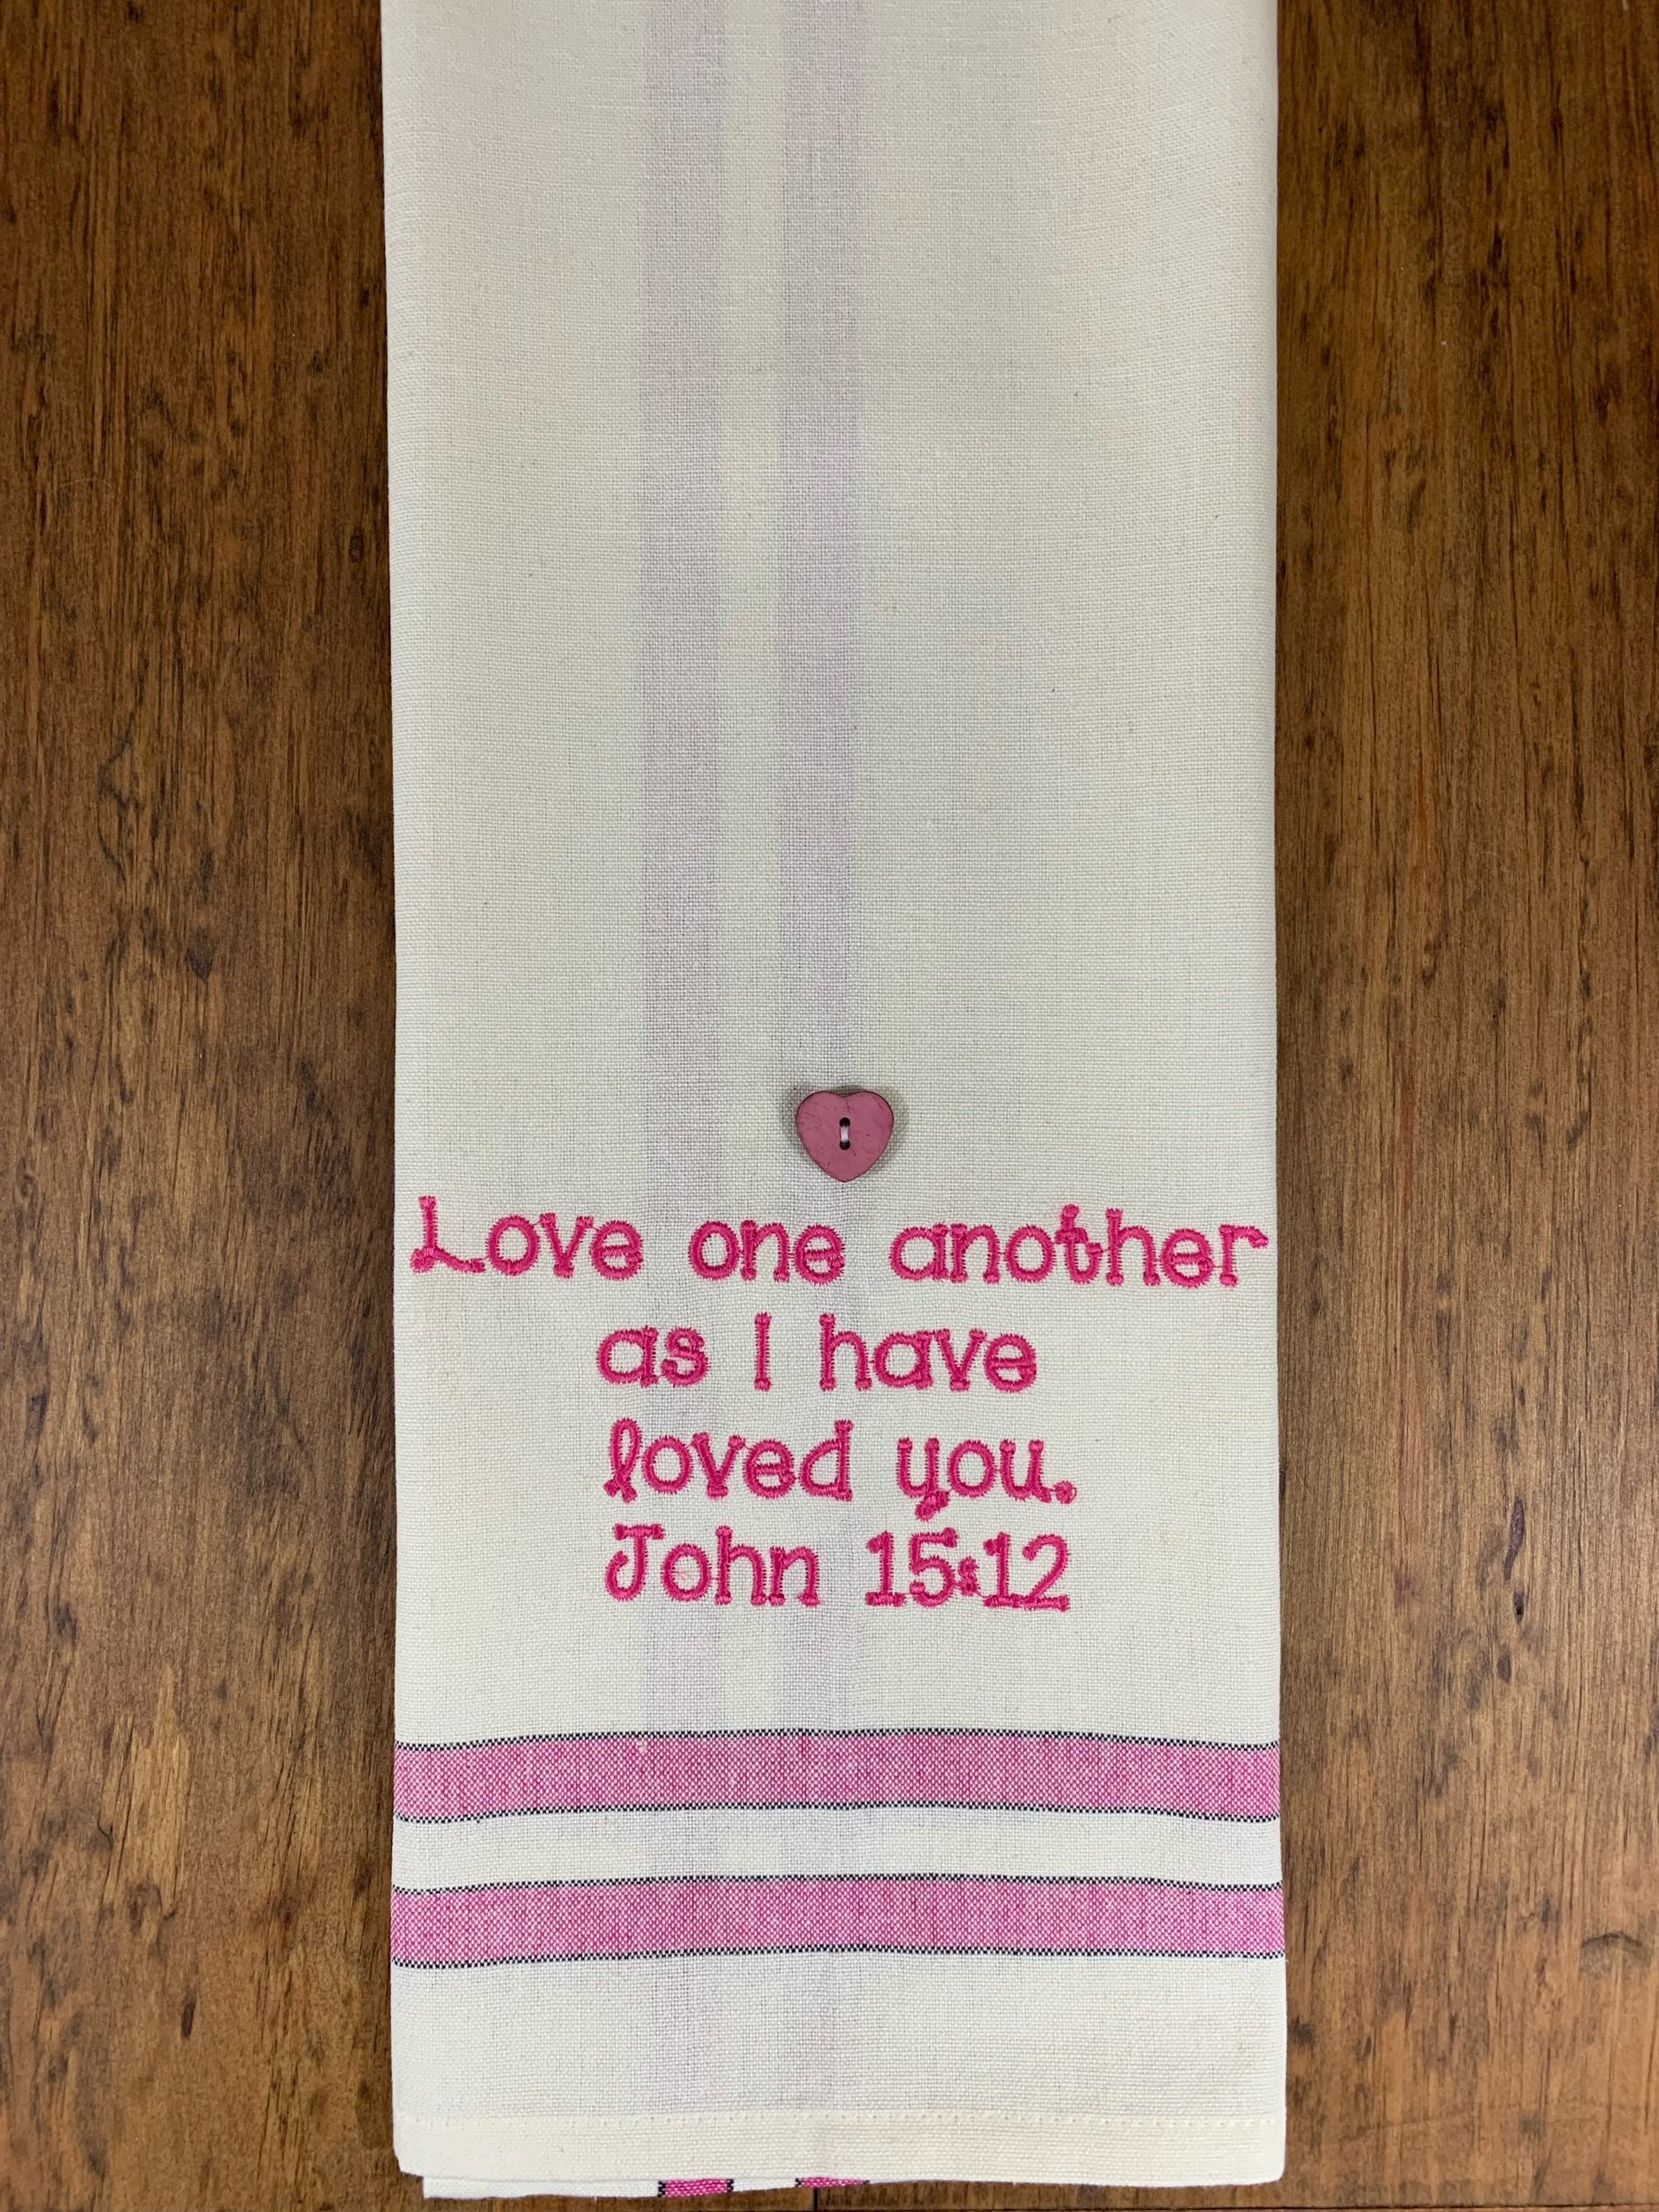 Love one another
as I have
loved you.
John 15:12